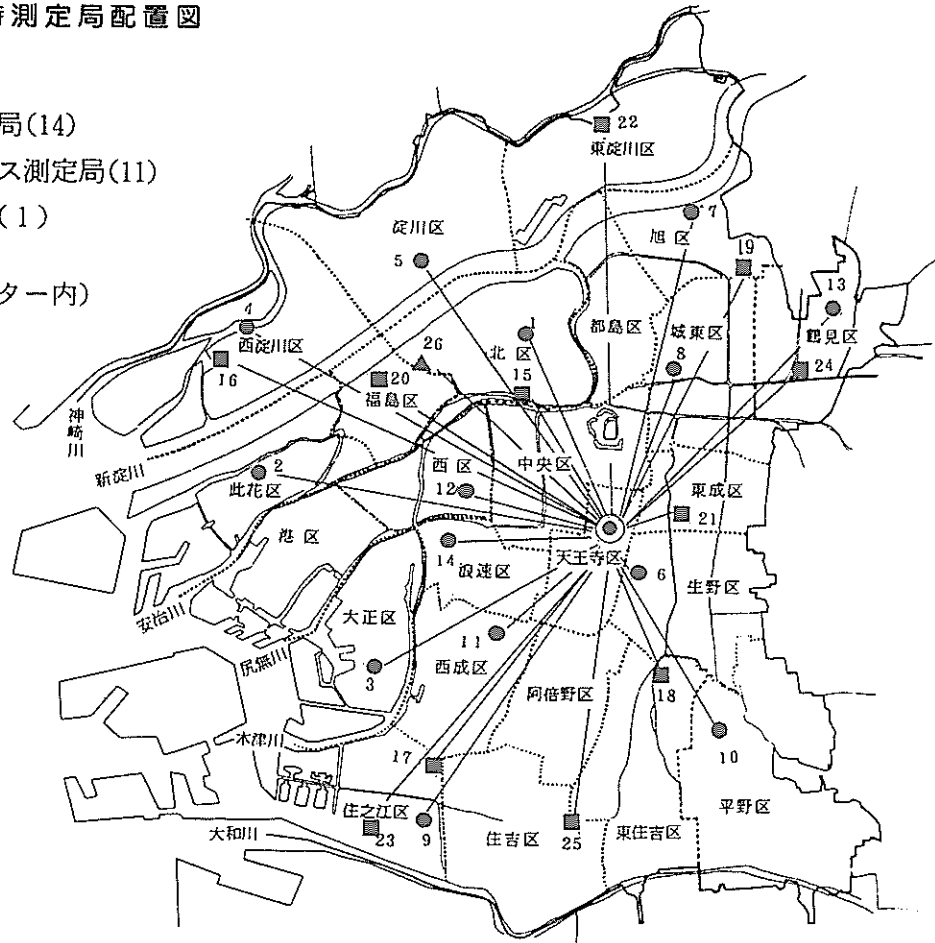 時測定局配置図
局(14)
ス測定局(11)
(1)
ター内)
22
東淀川区
7
淀川区
旭区
5
19
13
4
1
都島区
城東区
鶴見区
西淀川区
26
北区
8
24
16
20
15
福島区
神崎川
新淀川
2
西区
中央区
此花区
12
東成区
21
港区
14
天王寺区
浪速区
6
生野区
安治川
大正区
11
尻無川
3
西成区
18
阿倍野区
木津川
17
10
住之江区
平野区
大和川
23
9
住吉区
25
東住吉区